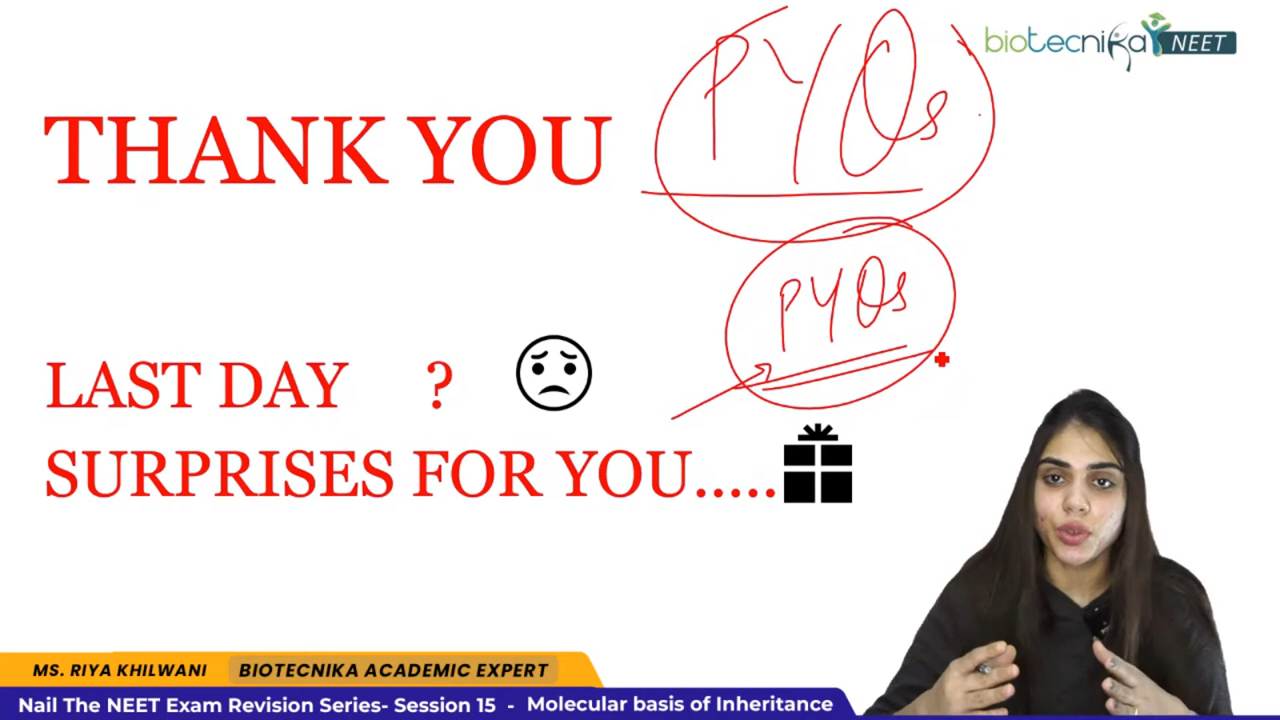 PYQs
biotecnika NEET
THANK YOU
PYQs
LAST DAY ?
SURPRISES FOR YOU.....
MS. RIYA KHILWANI BIOTECNIKA ACADEMIC EXPERT
Nail The NEET Exam Revision Series- Session 15 - Molecular basis of Inheritance